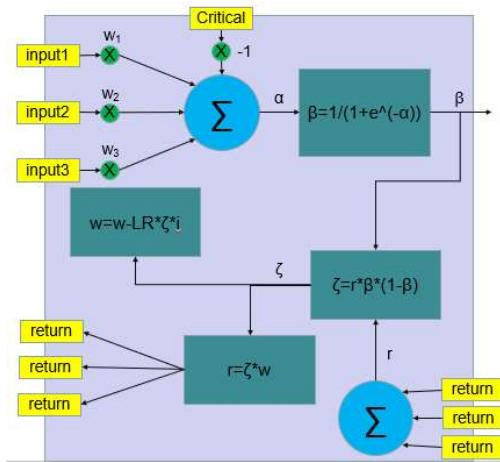 Critical
w₁
-1
input1
X
X
w₂
α
β
input2
X
∑
β=1/(1+e^(-α))
w₃
input3
X
w=w-LR*ζ*i
ζ
ζ=r*β*(1-β)
return
return
r=ζ*w
r
return
return
∑
return
return